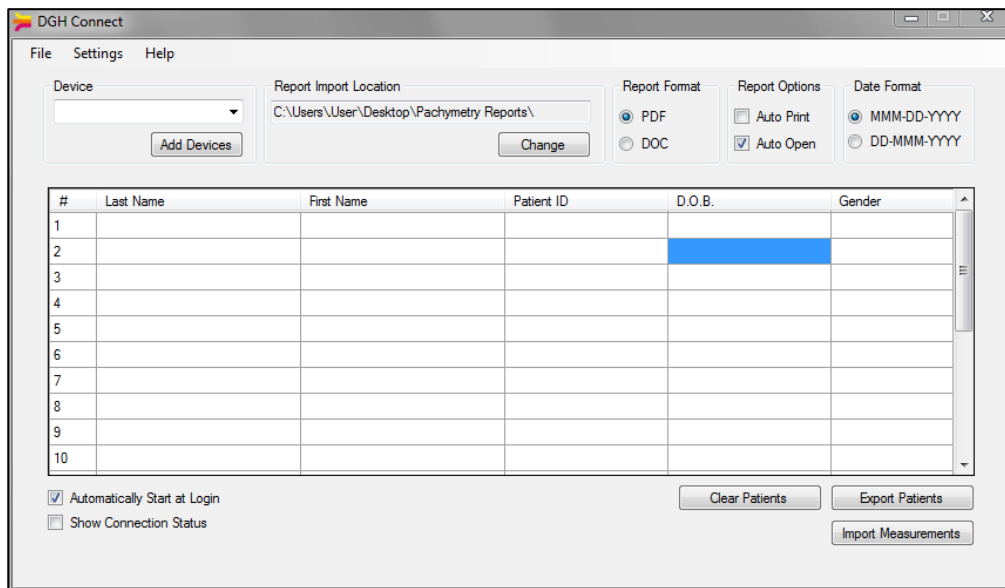 DGH Connect
File Settings Help
Device
Add Devices
Report Import Location
C:\Users\User\Desktop\Pachymetry Reports\
Change
Report Format
PDF
DOC
Report Options
Auto Print
Auto Open
Date Format
MMM-DD-YYYY
DD-MMM-YYYY
# Last Name First Name Patient ID D.O.B. Gender
1
2
3
4
5
6
7
8
9
10
Automatically Start at Login
Show Connection Status
Clear Patients Export Patients
Import Measurements